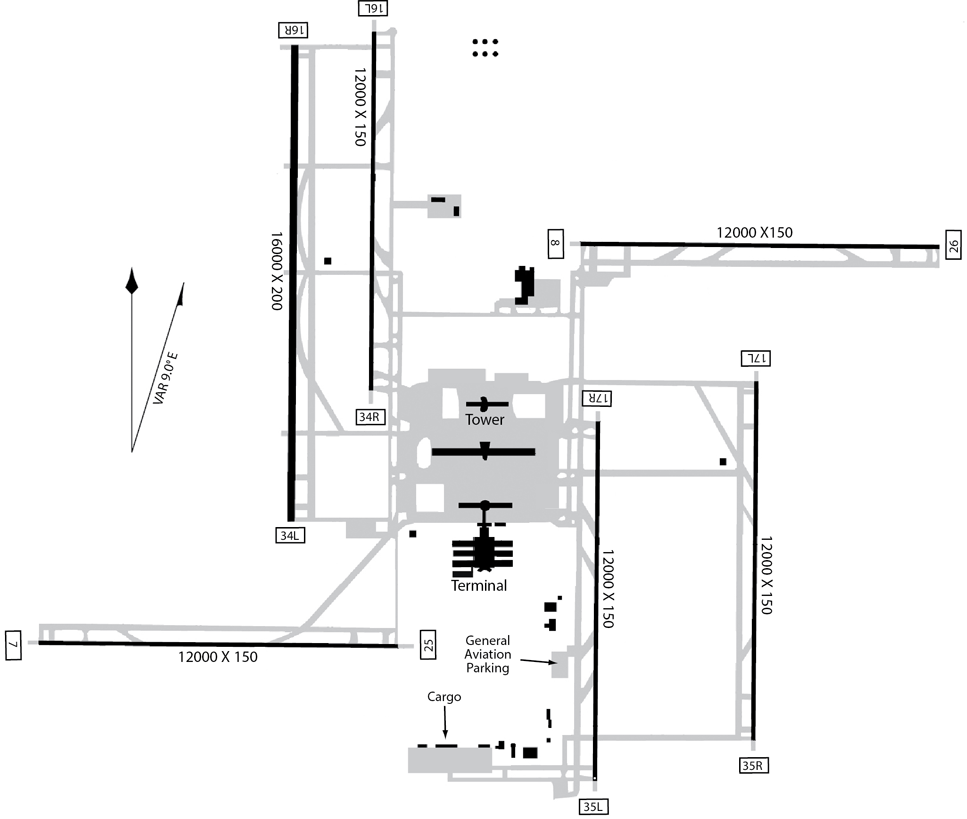 16L
16R
12000 X 150
16000 X 200
8
12000 X150
26
VAR 9.0° E
17L
17R
34R
Tower
34L
12000 X 150
12000 X 150
Terminal
7
25
12000 X 150
General
Aviation
Parking
Cargo
35R
35L